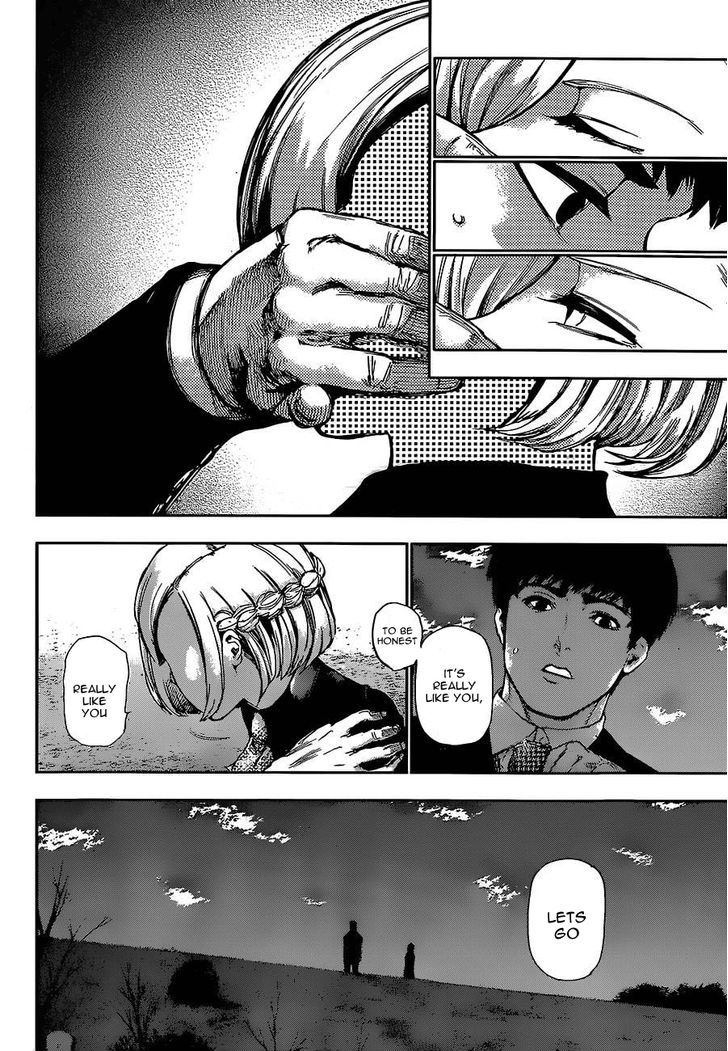 IT'S
REALLY
LIKE YOU,
TO BE
HONEST
REALLY
LIKE YOU
LETS
GO